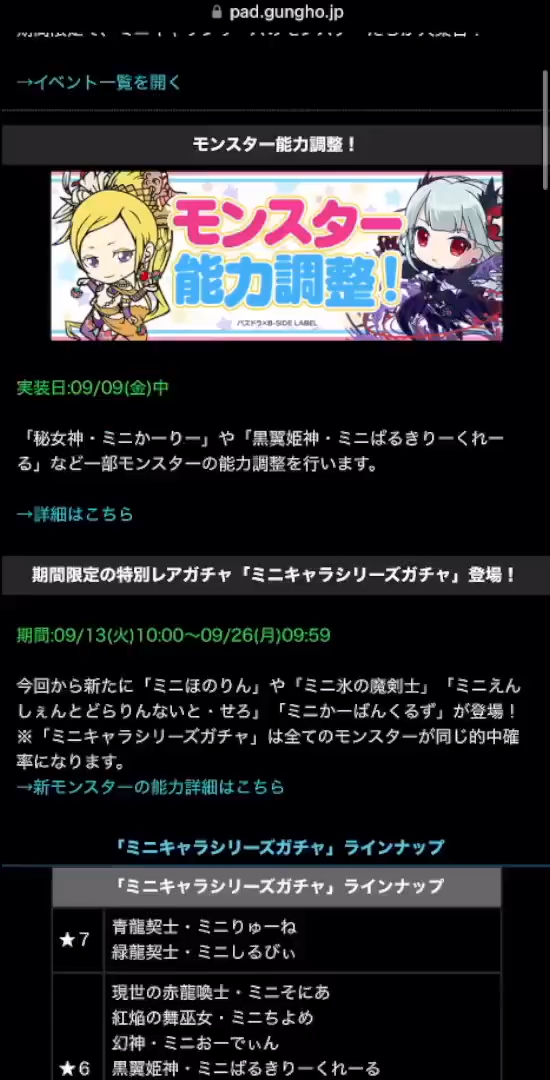 pad.gungho.jp
→イベント一覧を開く
モンスター能力調整！
モンスター
能力調整！
パズドラ×B-SIDE LABEL
実装日:09/09(金)中
「秘女神・ミニかーりー」や「黒翼姫神・ミニばるきりーくれー
る」など一部モンスターの能力調整を行います。
→詳細はこちら
期間限定の特別レアガチャ「ミニキャラシリーズガチャ」登場！
期間:09/13(火)10:00～09/26(月)09:59
今回から新たに「ミニほのりん」や「ミニ氷の魔剣士」「ミニえん
しぇんとどらりんないと・せろ」「ミニかーばんくるず」が登場！
※「ミニキャラシリーズガチャ」は全てのモンスターが同じ的中確
率になります。
→新モンスターの能力詳細はこちら
「ミニキャラシリーズガチャ」ラインナップ
「ミニキャラシリーズガチャ」ラインナップ
★7
青龍契士・ミニりゅーね
緑龍契士・ミニしるびぃ
★6
現世の赤龍喚士・ミニそにあ
紅焔の舞巫女・ミニちよめ
幻神・ミニおーでぃん
黒翼姫神・ミニばるきりーくれーる